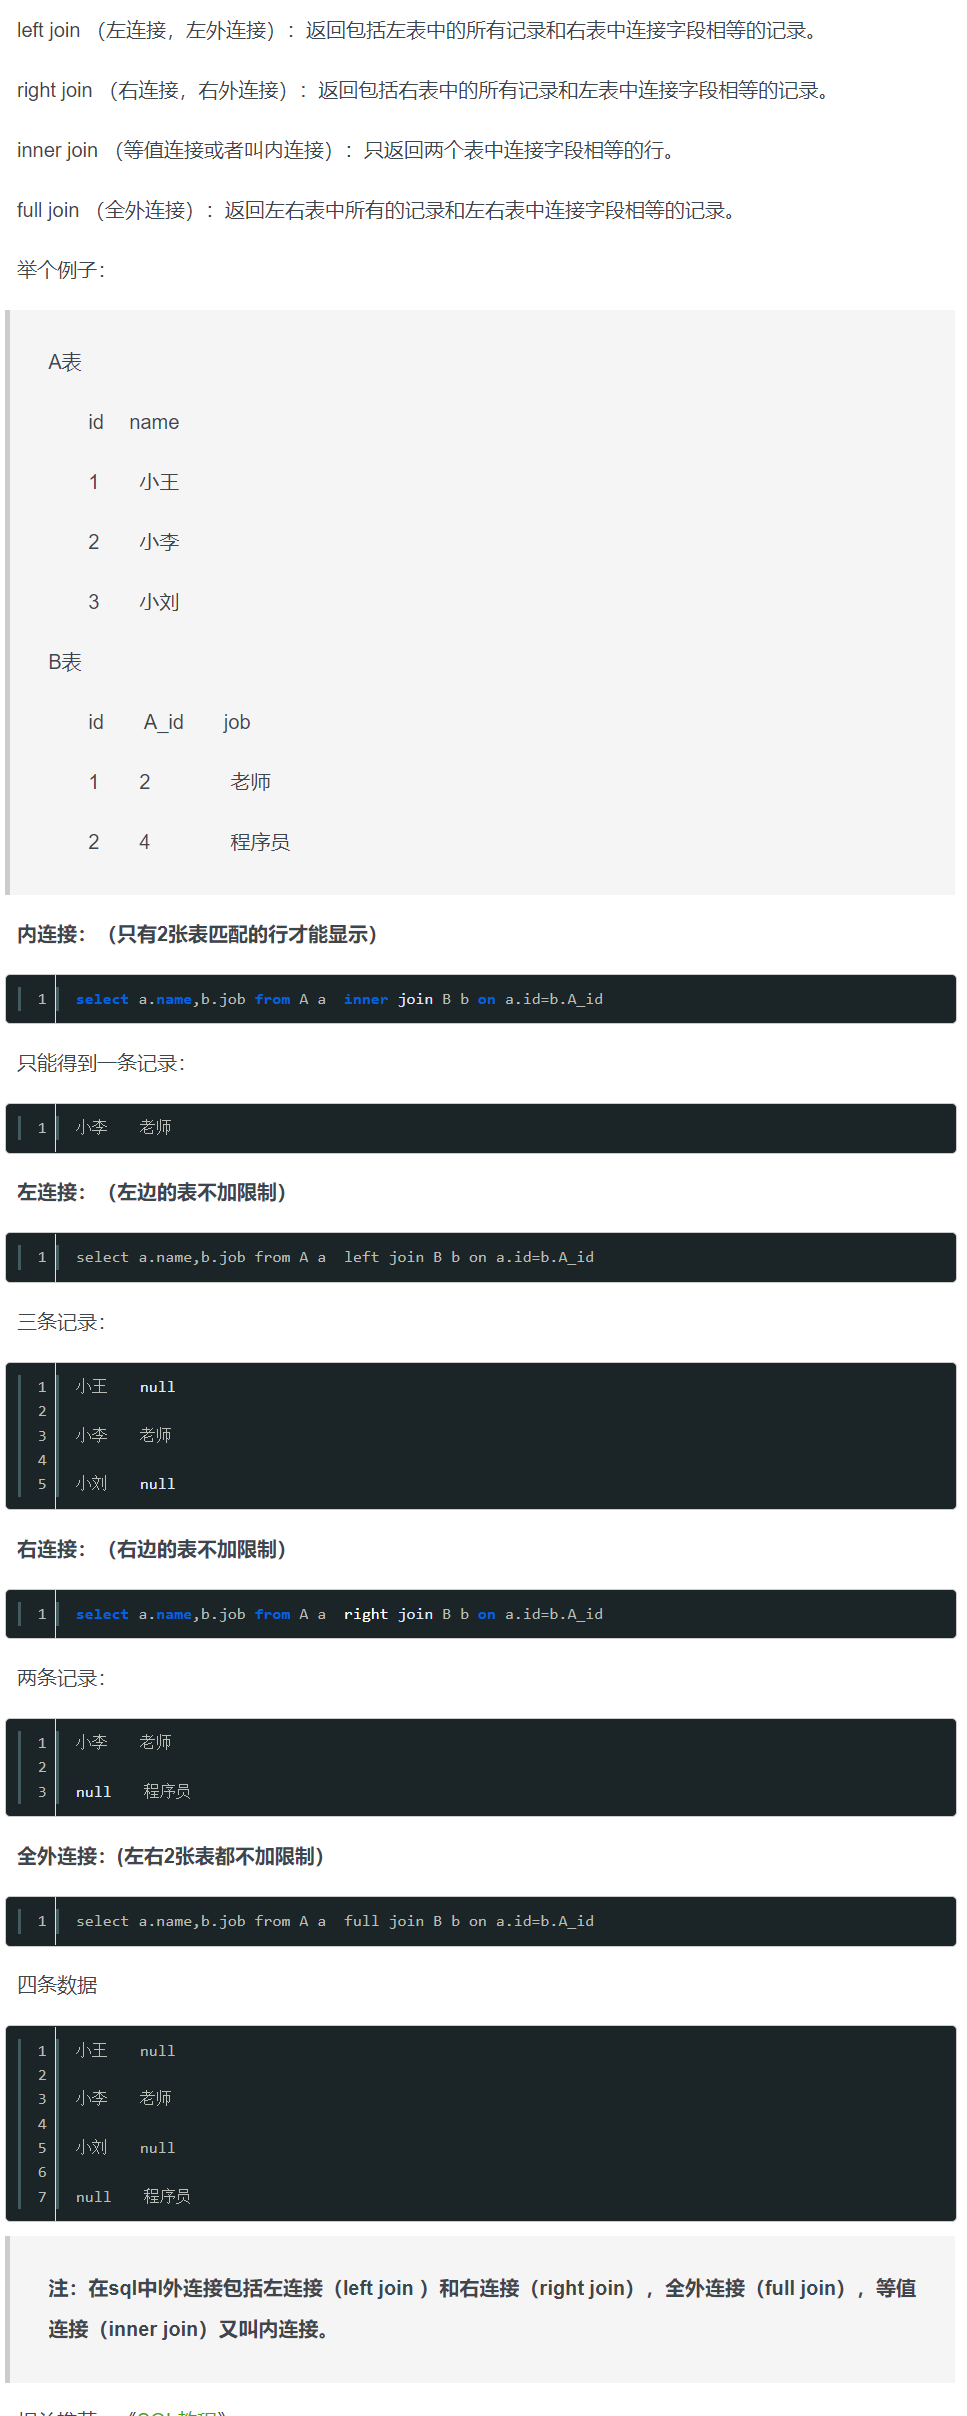 left join （左连接，左外连接）：返回包括左表中的所有记录和右表中连接字段相等的记录。
right join （右连接，右外连接）：返回包括右表中的所有记录和左表中连接字段相等的记录。
inner join （等值连接或者叫内连接）：只返回两个表中连接字段相等的行。
full join （全外连接）：返回左右表中所有的记录和左右表中连接字段相等的记录。
举个例子：
A表
id name
1 小王
2 小李
3 小刘
B表
id A_id job
1 2 老师
2 4 程序员
内连接：（只有2张表匹配的行才能显示）
1 select a.name,b.job from A a  inner join B b on a.id=b.A_id
只能得到一条记录：
1 小李 老师
左连接：（左边的表不加限制）
1 select a.name,b.job from A a  left join B b on a.id=b.A_id
三条记录：
1 小王 null
2
3 小李 老师
4
5 小刘 null
右连接：（右边的表不加限制）
1 select a.name,b.job from A a  right join B b on a.id=b.A_id
两条记录：
1 小李 老师
2
3 null 程序员
全外连接：(左右2张表都不加限制）
1 select a.name,b.job from A a  full join B b on a.id=b.A_id
四条数据
1 小王 null
2
3 小李 老师
4
5 小刘 null
6
7 null 程序员
注：在sql中l外连接包括左连接（left join ）和右连接（right join），全外连接（full join），等值
连接（inner join）又叫内连接。